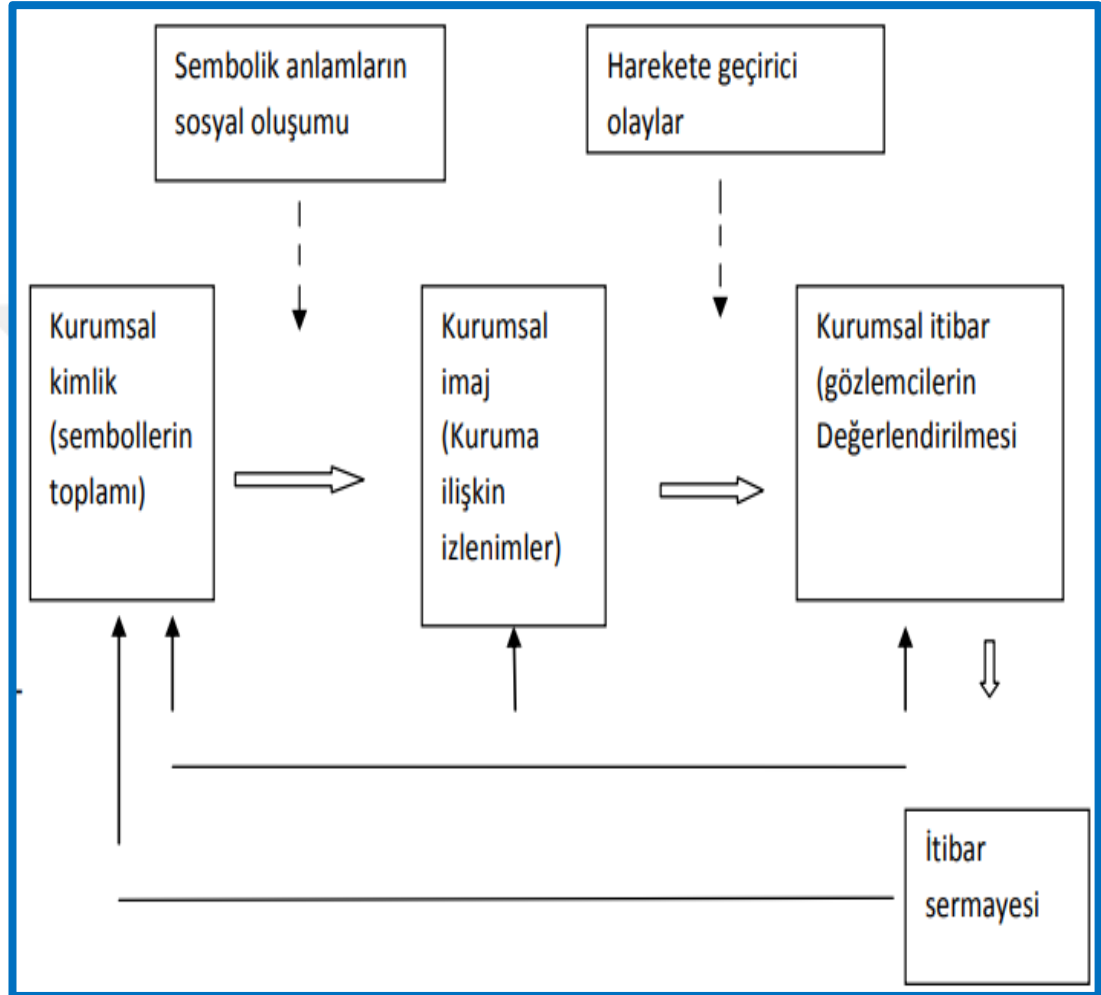 Sembolik anlamların
sosyal oluşumu
Harekete geçirici
olaylar
Kurumsal
kimlik
(sembollerin
toplamı)
Kurumsal
imaj
(Kuruma
ilişkin
izlenimler)
Kurumsal itibar
(gözlemcilerin
Değerlendirilmesi
İtibar
sermayesi